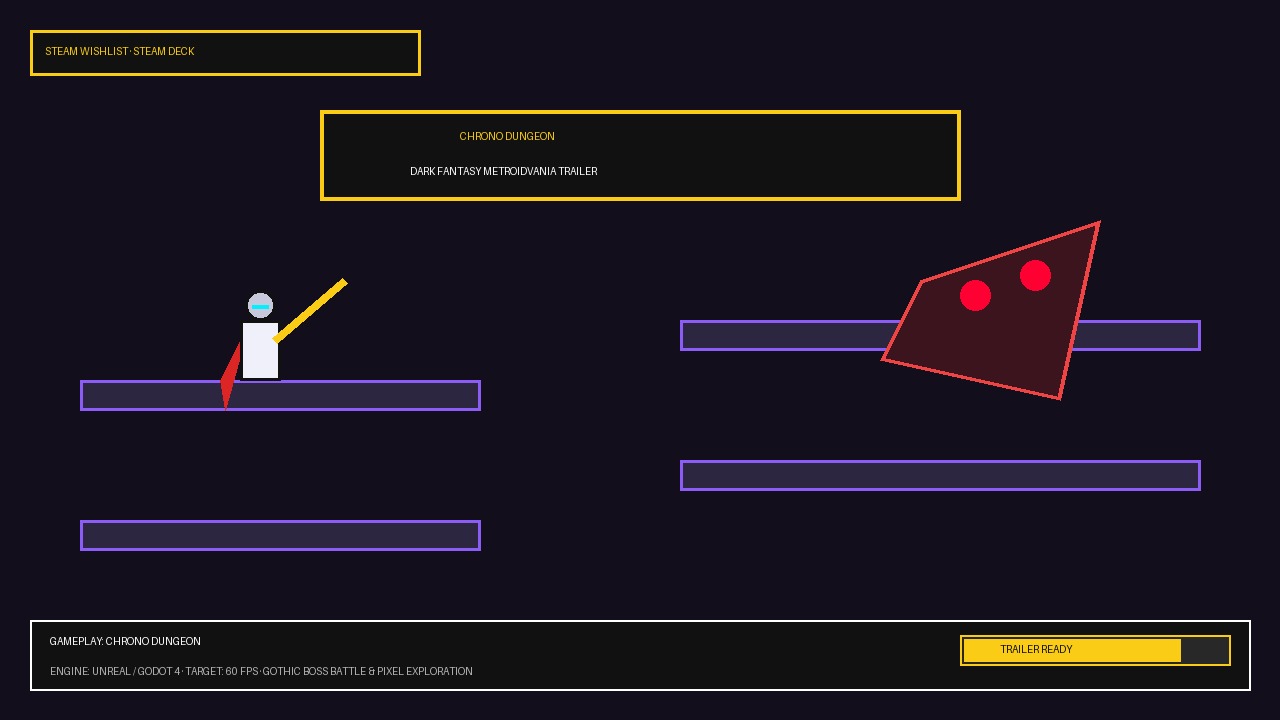 STEAM WISHLIST · STEAM DECK
CHRONO DUNGEON
DARK FANTASY METROIDVANIA TRAILER
GAMEPLAY: CHRONO DUNGEON
TRAILER READY
ENGINE: UNREAL / GODOT 4 · TARGET: 60 FPS · GOTHIC BOSS BATTLE & PIXEL EXPLORATION